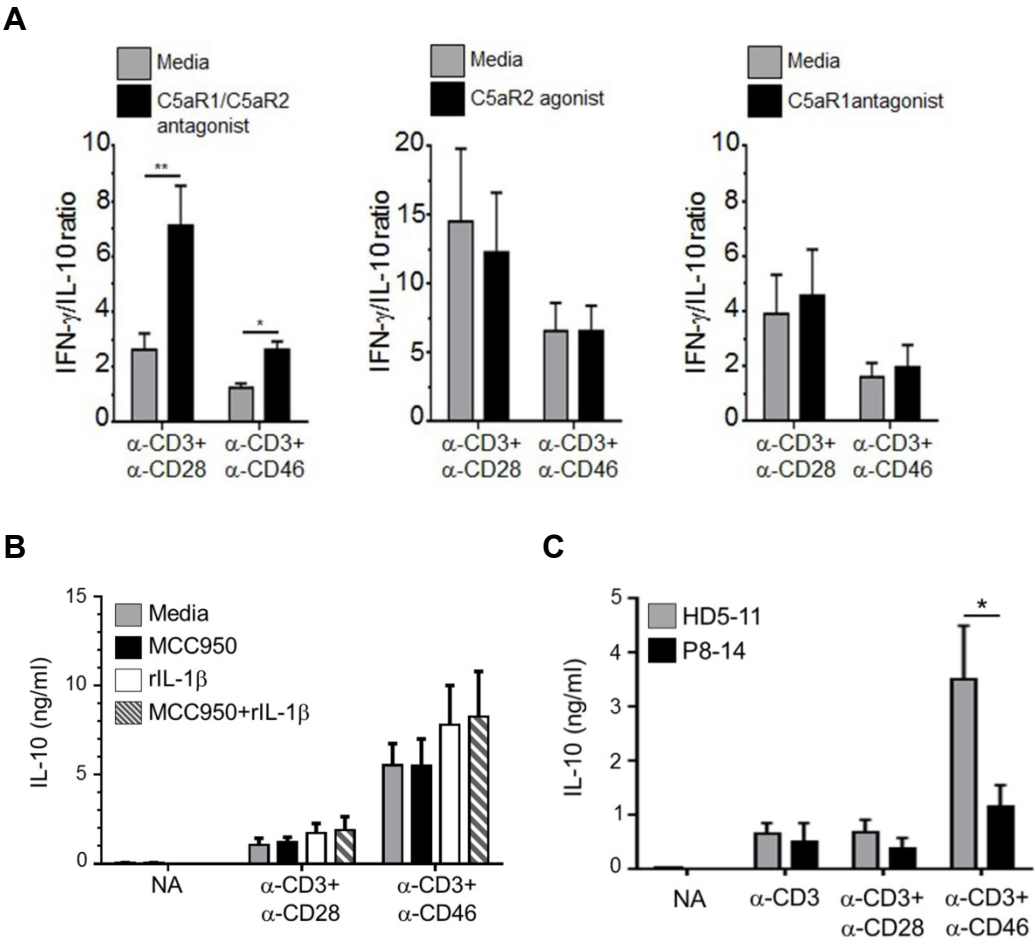 A
Media
C5aR1/C5aR2
antagonist
IFN-γ/IL-10 ratio
10
8
6
4
2
0
**
*
α-CD3+
α-CD28
α-CD3+
α-CD46
Media
C5aR2 agonist
IFN-γ/IL-10 ratio
20
15
10
5
0
α-CD3+
α-CD28
α-CD3+
α-CD46
Media
C5aR1antagonist
IFN-γ/IL-10 ratio
10
8
6
4
2
0
α-CD3+
α-CD28
α-CD3+
α-CD46
B
IL-10 (ng/ml)
15
10
5
0
Media
MCC950
rIL-1β
MCC950+rIL-1β
NA
α-CD3+
α-CD28
α-CD3+
α-CD46
C
IL-10 (ng/ml)
5
4
3
2
1
0
HD5-11
P8-14
*
NA
α-CD3
α-CD3+
α-CD28
α-CD3+
α-CD46